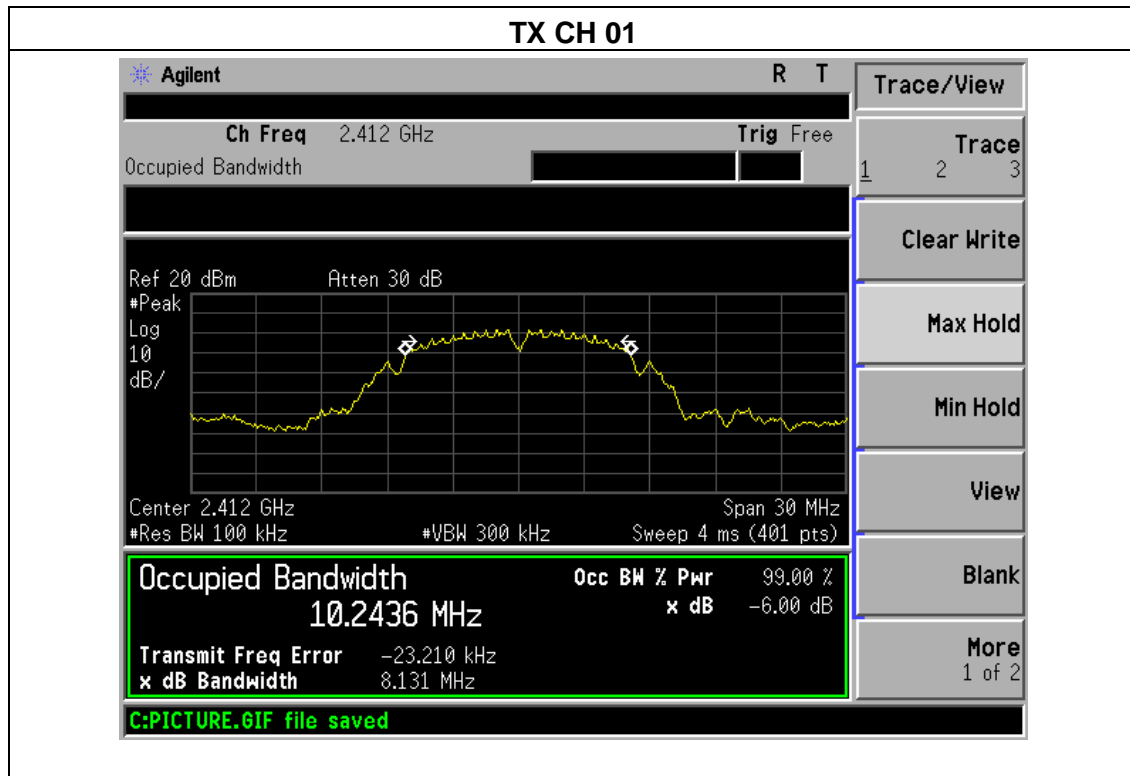 TX CH 01
Agilent
R T
Trace/View
Ch Freq 2.412 GHz
Trig Free
Occupied Bandwidth
Trace
1 2 3
Clear Write
Ref 20 dBm
Atten 30 dB
#Peak
Log
10
dB/
Max Hold
Min Hold
View
Center 2.412 GHz
Span 30 MHz
#Res BW 100 kHz
#VBW 300 kHz
Sweep 4 ms (401 pts)
Occupied Bandwidth
10.2436 MHz
Occ BW % Pwr 99.00 %
x dB -6.00 dB
Transmit Freq Error -23.210 kHz
x dB Bandwidth 8.131 MHz
Blank
More
1 of 2
C:PICTURE.GIF file saved